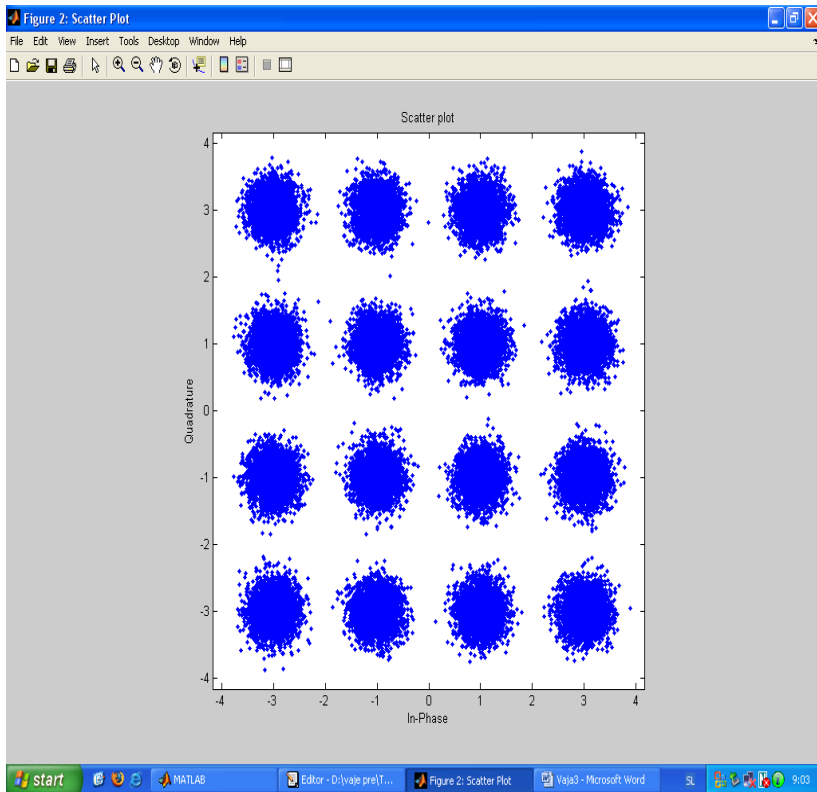 Figure 2: Scatter Plot
File Edit View Insert Tools Desktop Window Help
Scatter plot
4
3
2
1
0
-1
-2
-3
-4
Quadrature
-4 -3 -2 -1 0 1 2 3 4
In-Phase
start MATLAB Editor - D:\vaje pre\T... Figure 2: Scatter Plot Vaja3 - Microsoft Word SL 9:03